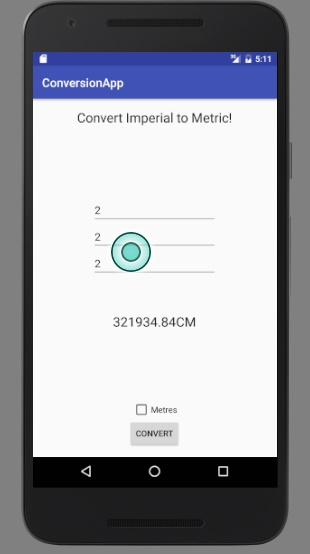 5:11
ConversionApp
Convert Imperial to Metric!
2
2
2
321934.84CM
Metres
CONVERT